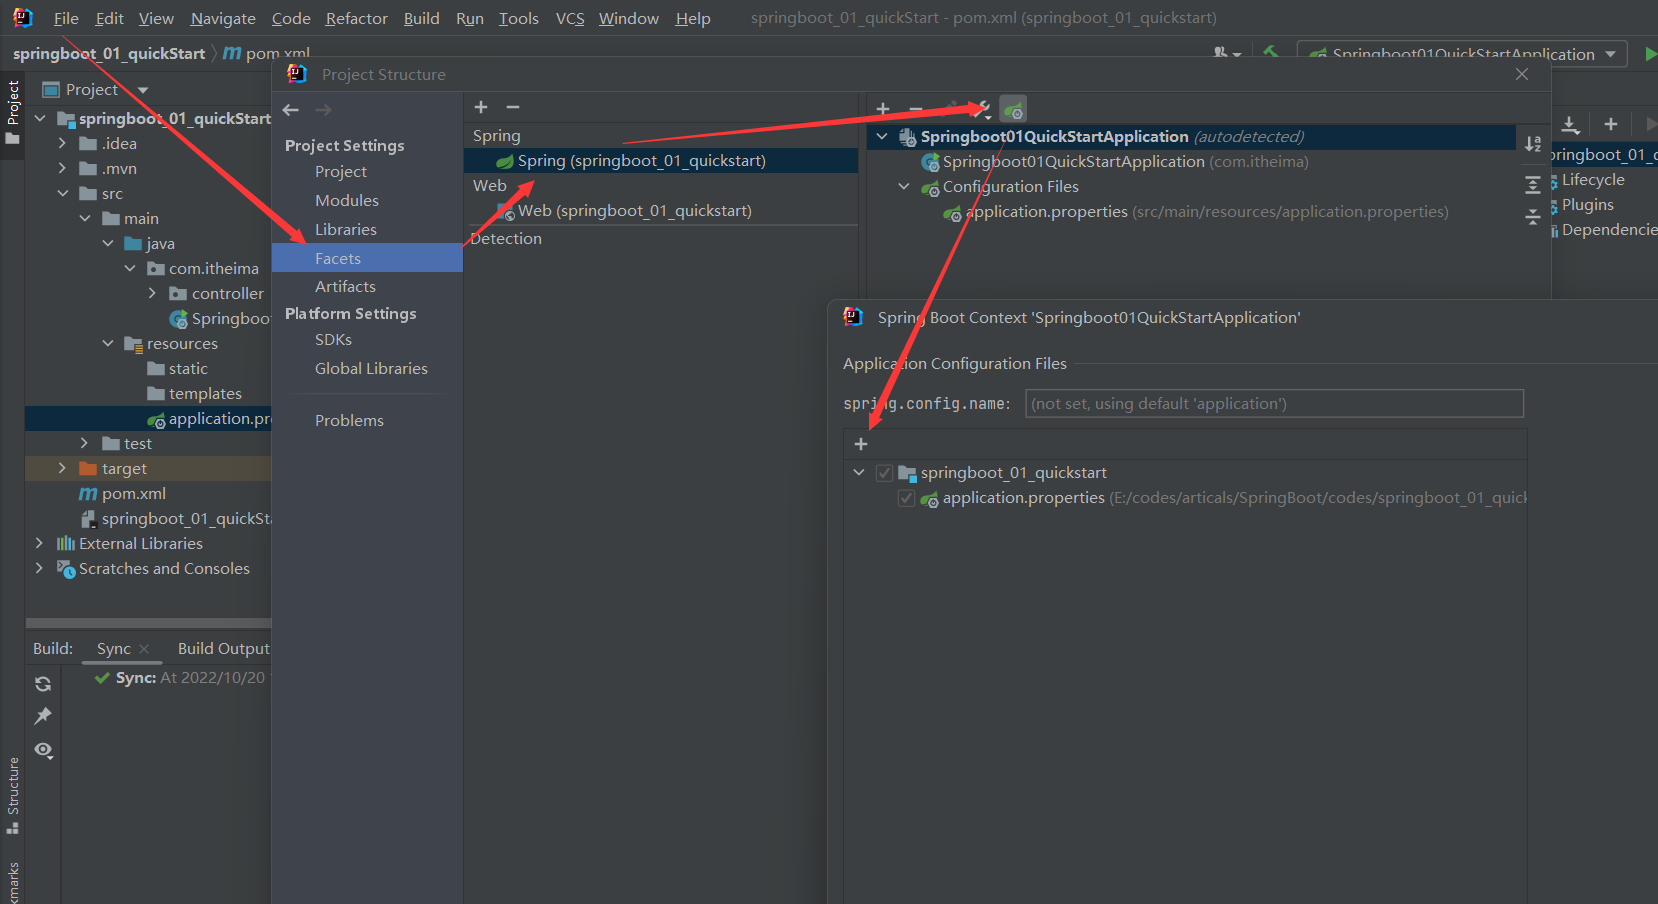 File Edit View Navigate Code Refactor Build Run Tools VCS Window Help springboot_01_quickStart - pom.xml (springboot_01_quickstart)
springboot_01_quickStart pom.xml Springboot01QuickStartApplication
Project
Project
springboot_01_quickStart
.idea
.mvn
src
main
java
com.itheima
controller
Springboo
resources
static
templates
application.pr
test
target
pom.xml
springboot_01_quickSta
External Libraries
Scratches and Consoles
Project Structure
Project Settings
Project
Modules
Libraries
Facets
Artifacts
Platform Settings
SDKs
Global Libraries
Problems
Spring
Spring (springboot_01_quickstart)
Web
Web (springboot_01_quickstart)
Detection
Springboot01QuickStartApplication (autodetected)
Springboot01QuickStartApplication (com.itheima)
Configuration Files
application.properties (src/main/resources/application.properties)
pringboot_01_q
Lifecycle
Plugins
Dependencie
Spring Boot Context 'Springboot01QuickStartApplication'
Application Configuration Files
spring.config.name: (not set, using default 'application')
springboot_01_quickstart
application.properties (E:/codes/articals/SpringBoot/codes/springboot_01_quick
Build: Sync Build Output
Sync: At 2022/10/20
Structure
kmarks